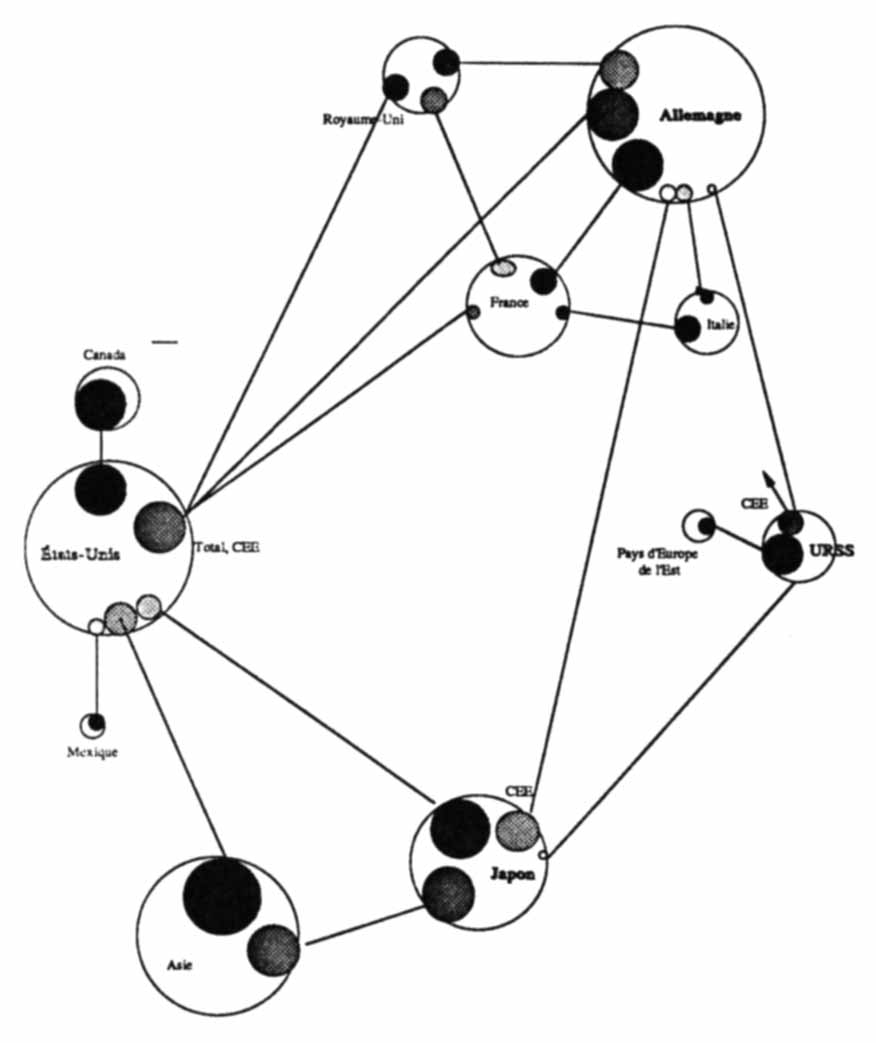 Royaume-Uni
Allemagne
France
Italie
Canada
CEE
États-Unis
Total, CEE
Pays d'Europe
de l'Est
URSS
Mexique
CEE
Japon
Asie